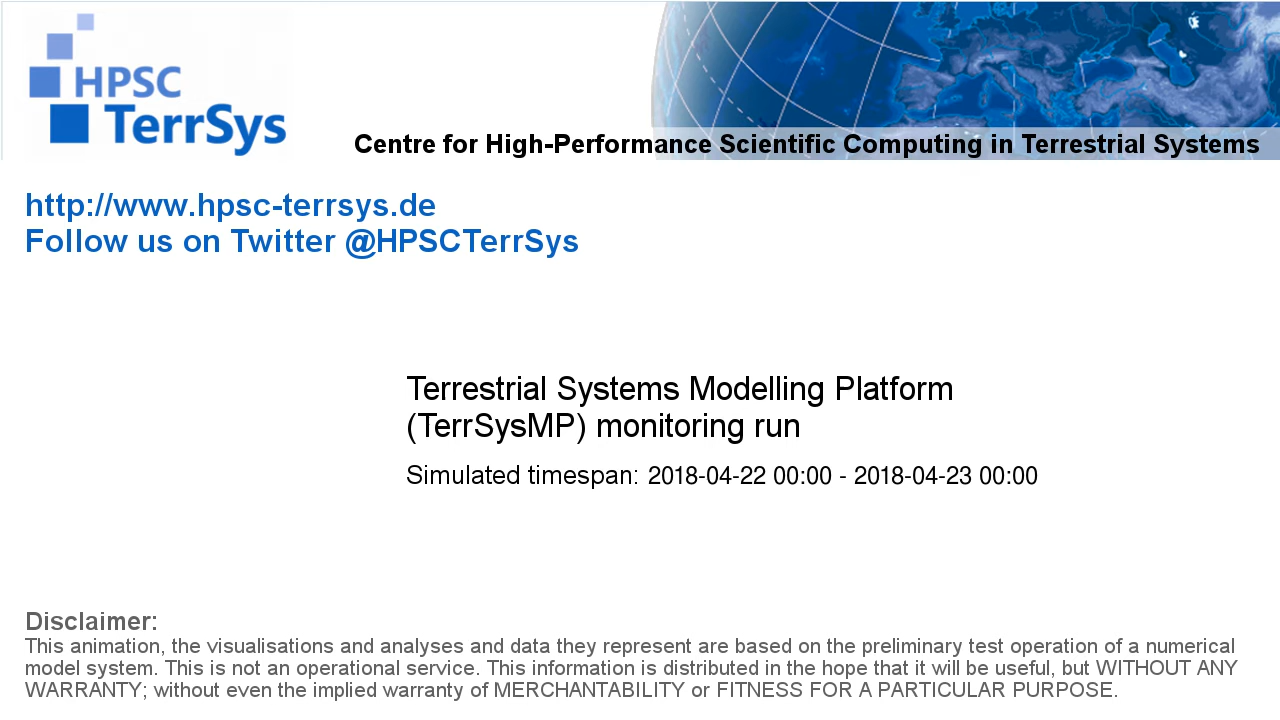 HPSC
TerrSys
Centre for High-Performance Scientific Computing in Terrestrial Systems
http://www.hpsc-terrsys.de
Follow us on Twitter @HPSCTerrSys
Terrestrial Systems Modelling Platform
(TerrSysMP) monitoring run
Simulated timespan: 2018-04-22 00:00 - 2018-04-23 00:00
Disclaimer:
This animation, the visualisations and analyses and data they represent are based on the preliminary test operation of a numerical
model system. This is not an operational service. This information is distributed in the hope that it will be useful, but WITHOUT ANY
WARRANTY; without even the implied warranty of MERCHANTABILITY or FITNESS FOR A PARTICULAR PURPOSE.